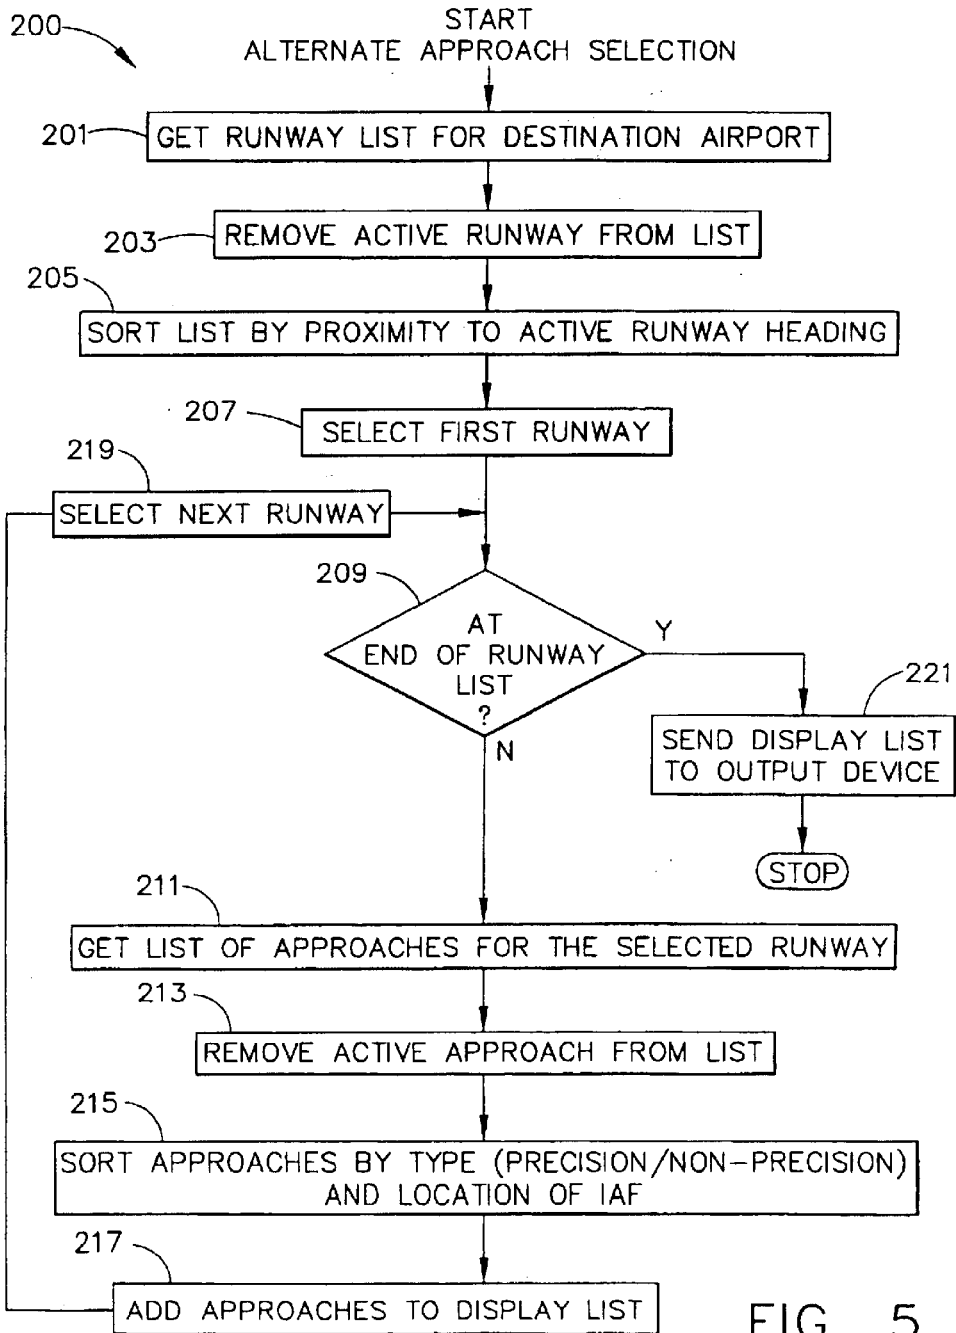 200
START
ALTERNATE APPROACH SELECTION
201
GET RUNWAY LIST FOR DESTINATION AIRPORT
203
REMOVE ACTIVE RUNWAY FROM LIST
205
SORT LIST BY PROXIMITY TO ACTIVE RUNWAY HEADING
207
SELECT FIRST RUNWAY
219
SELECT NEXT RUNWAY
209
AT
END OF RUNWAY
LIST
?
Y
N
221
SEND DISPLAY LIST
TO OUTPUT DEVICE
STOP
211
GET LIST OF APPROACHES FOR THE SELECTED RUNWAY
213
REMOVE ACTIVE APPROACH FROM LIST
215
SORT APPROACHES BY TYPE (PRECISION/NON-PRECISION)
AND LOCATION OF IAF
217
ADD APPROACHES TO DISPLAY LIST
FIG 5